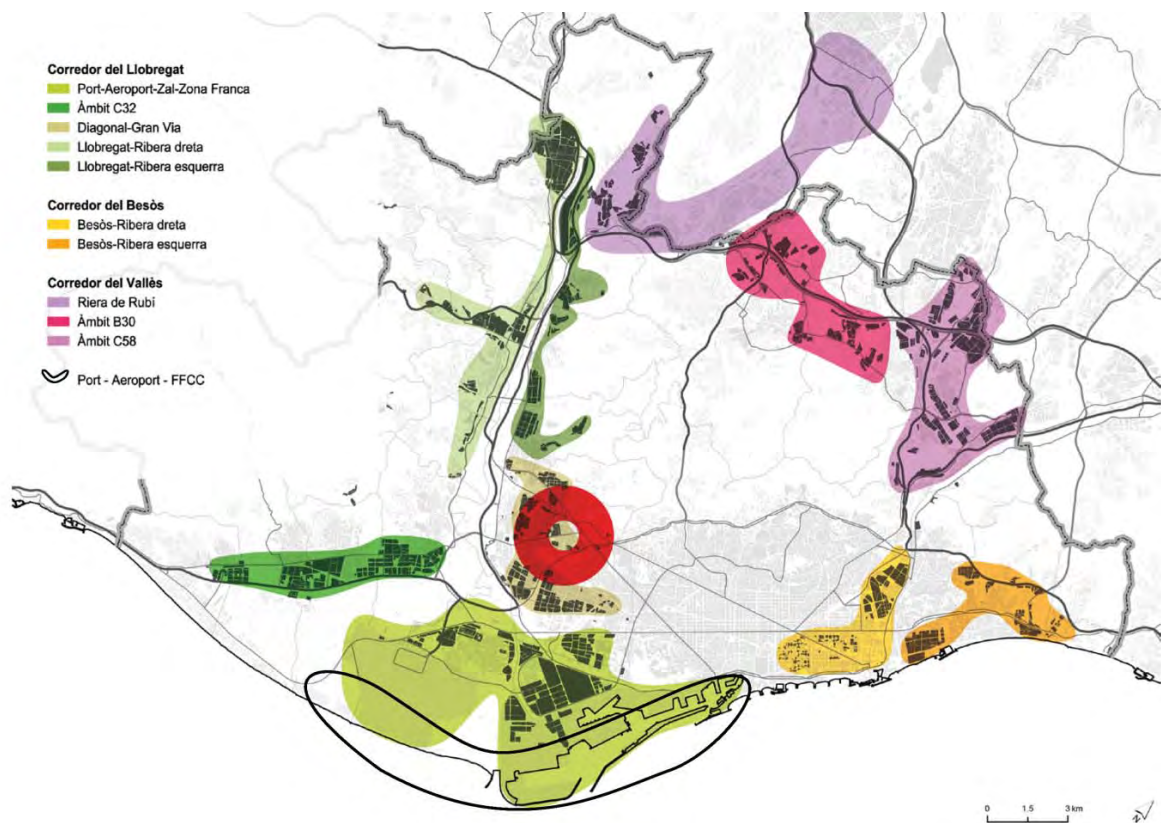 Corredor del Llobregat
Port-Aeroport-Zal-Zona Franca
Àmbit C32
Diagonal-Gran Via
Llobregat-Ribera dreta
Llobregat-Ribera esquerra
Corredor del Besòs
Besòs-Ribera dreta
Besòs-Ribera esquerra
Corredor del Vallès
Riera de Rubí
Àmbit B30
Àmbit C58
Port - Aeroport - FFCC
0 1.5 3 km
N